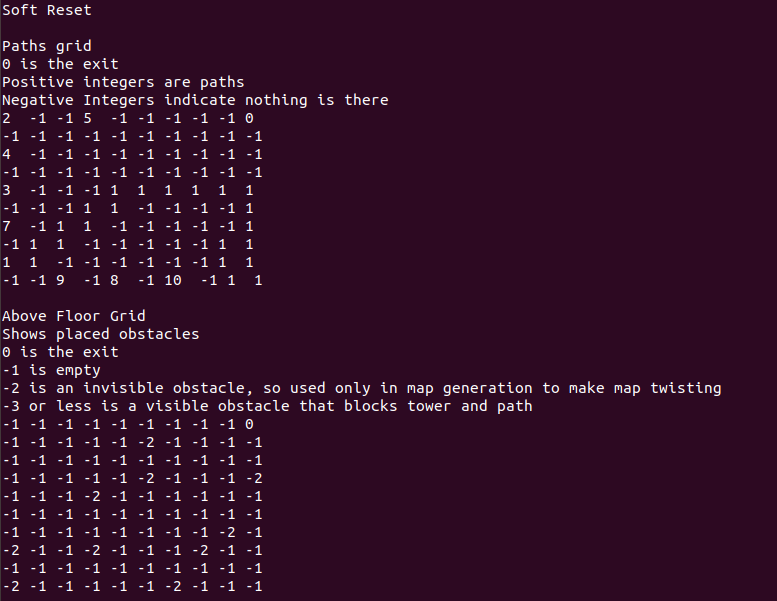 Soft Reset
Paths grid
0 is the exit
Positive integers are paths
Negative Integers indicate nothing is there
2 -1 -1 5 -1 -1 -1 -1 -1 0
-1 -1 -1 -1 -1 -1 -1 -1 -1 -1
4 -1 -1 -1 -1 -1 -1 -1 -1 -1
-1 -1 -1 -1 -1 -1 -1 -1 -1 -1
3 -1 -1 -1 1 1 1 1 1 1
-1 -1 -1 1 1 -1 -1 -1 -1 1
7 -1 1 1 -1 -1 -1 -1 -1 1
-1 1 1 -1 -1 -1 -1 -1 1 1
1 1 -1 -1 -1 -1 -1 -1 1 1
-1 -1 9 -1 8 -1 10 -1 1 1
Above Floor Grid
Shows placed obstacles
0 is the exit
-1 is empty
-2 is an invisible obstacle, so used only in map generation to make map twisting
-3 or less is a visible obstacle that blocks tower and path
-1 -1 -1 -1 -1 -1 -1 -1 -1 0
-1 -1 -1 -1 -1 -2 -1 -1 -1 -1
-1 -1 -1 -1 -1 -1 -1 -1 -1 -1
-1 -1 -1 -1 -1 -2 -1 -1 -1 -2
-1 -1 -1 -2 -1 -1 -1 -1 -1 -1
-1 -1 -1 -1 -1 -1 -1 -1 -1 -1
-1 -1 -1 -1 -1 -1 -1 -1 -2 -1
-2 -1 -1 -2 -1 -1 -1 -2 -1 -1
-1 -1 -1 -1 -1 -1 -1 -1 -1 -1
-2 -1 -1 -1 -1 -1 -2 -1 -1 -1